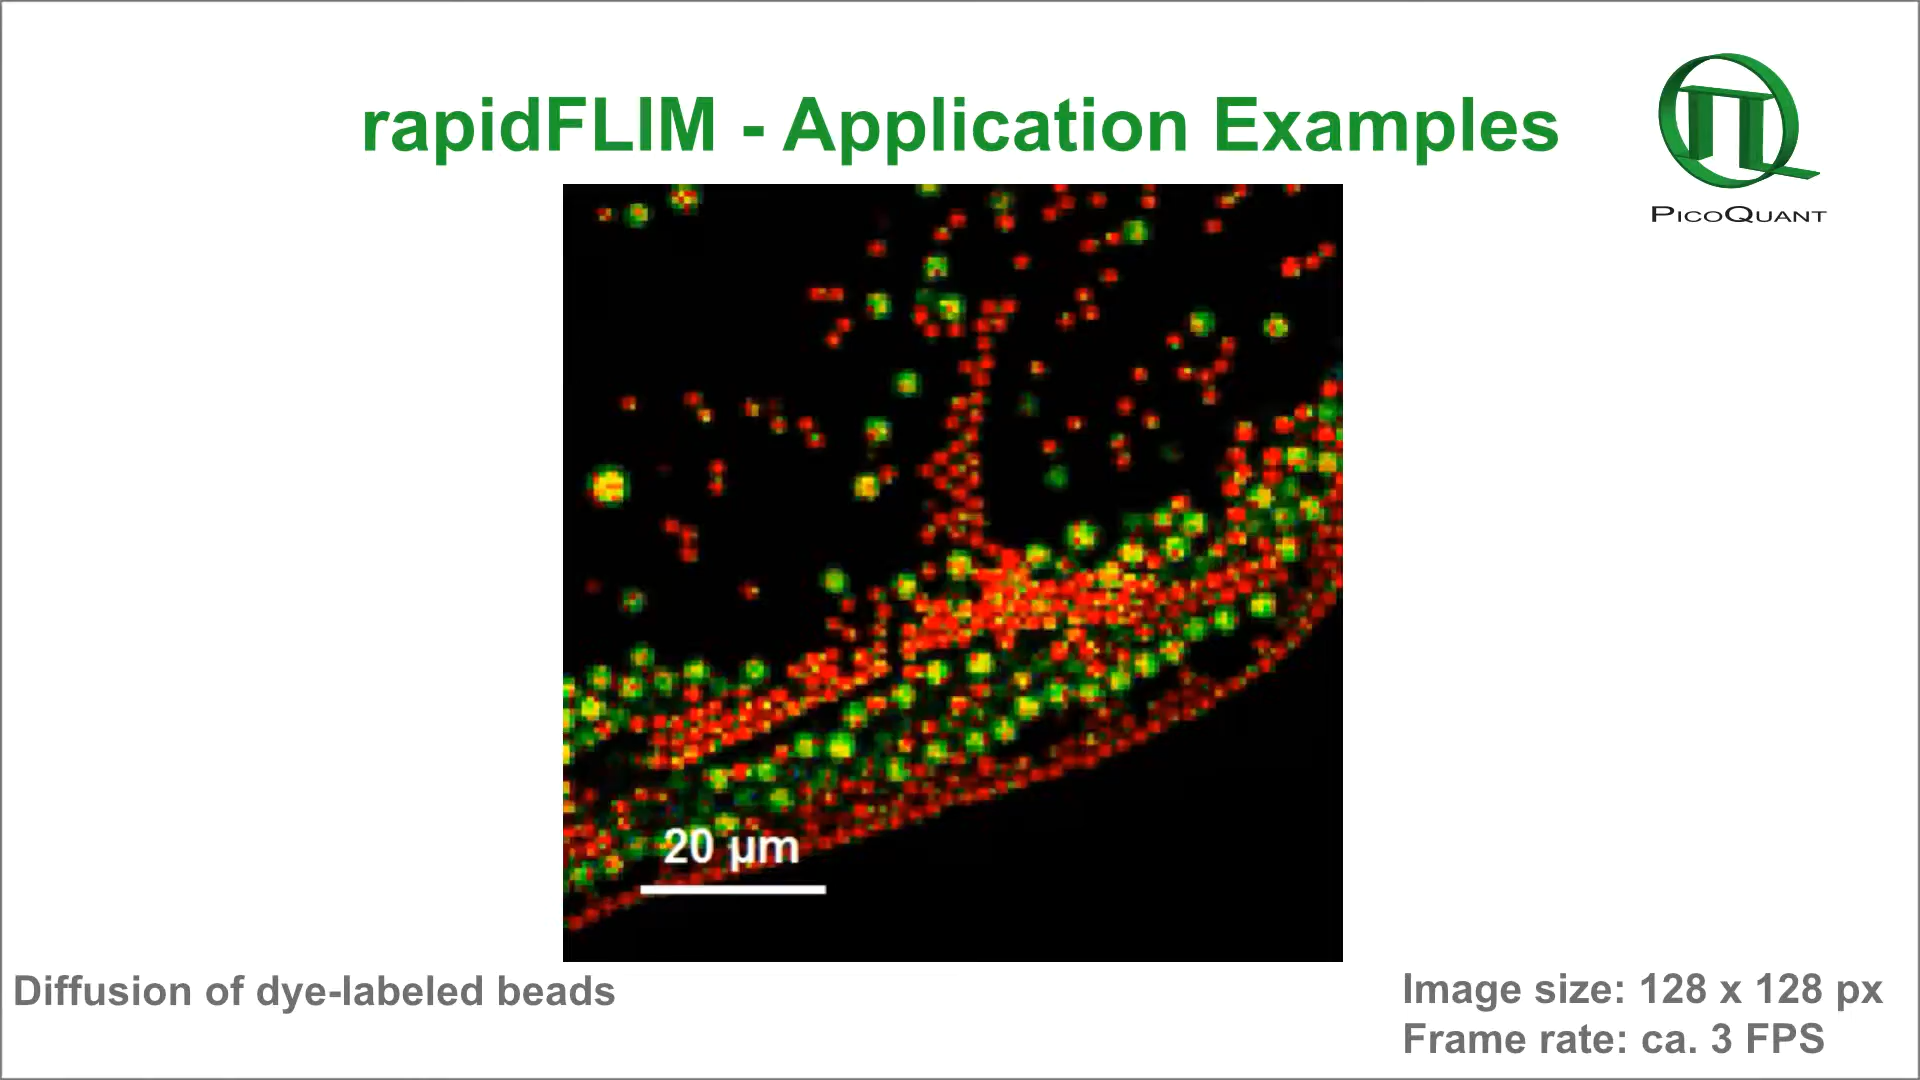 rapidFLIM - Application Examples
PICOQUANT
20 µm
Diffusion of dye-labeled beads
Image size: 128 x 128 px
Frame rate: ca. 3 FPS